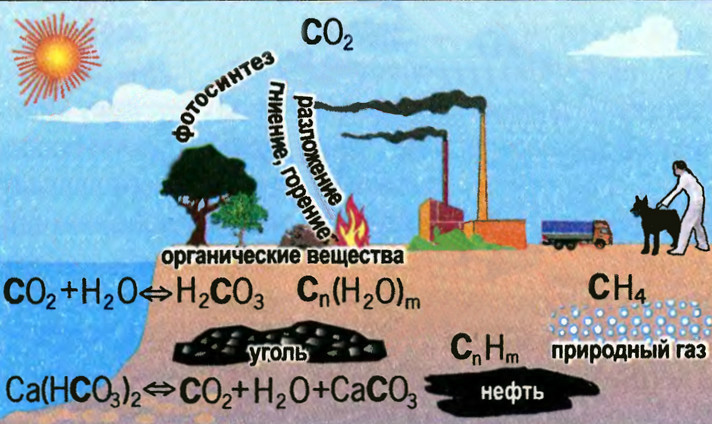 CO₂
фотосинтез
разложение
гниение, горение
органические вещества
CO₂+H₂O⇔H₂CO₃
Cₙ(H₂O)ₘ
CH₄
уголь
CₙHₘ
природный газ
Ca(HCO₃)₂⇔CO₂+H₂O+CaCO₃
нефть